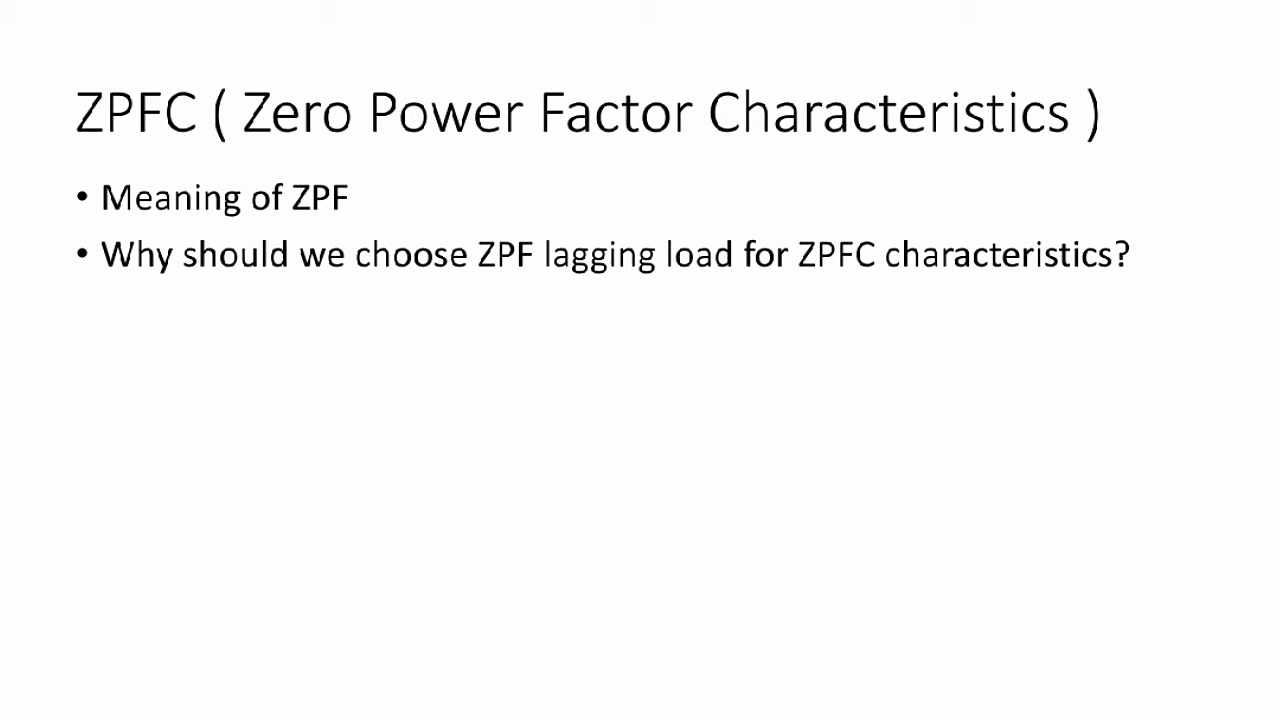 ZPFC ( Zero Power Factor Characteristics )
• Meaning of ZPF
• Why should we choose ZPF lagging load for ZPFC characteristics?